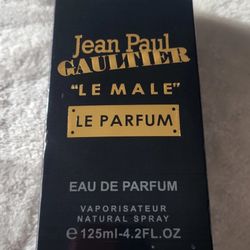 Jean Paul
GAULTIER
"LE MALE"
LE PARFUM
EAU DE PARFUM
VAPORISATEUR
NATURAL SPRAY
℮125ml-4.2FL.OZ